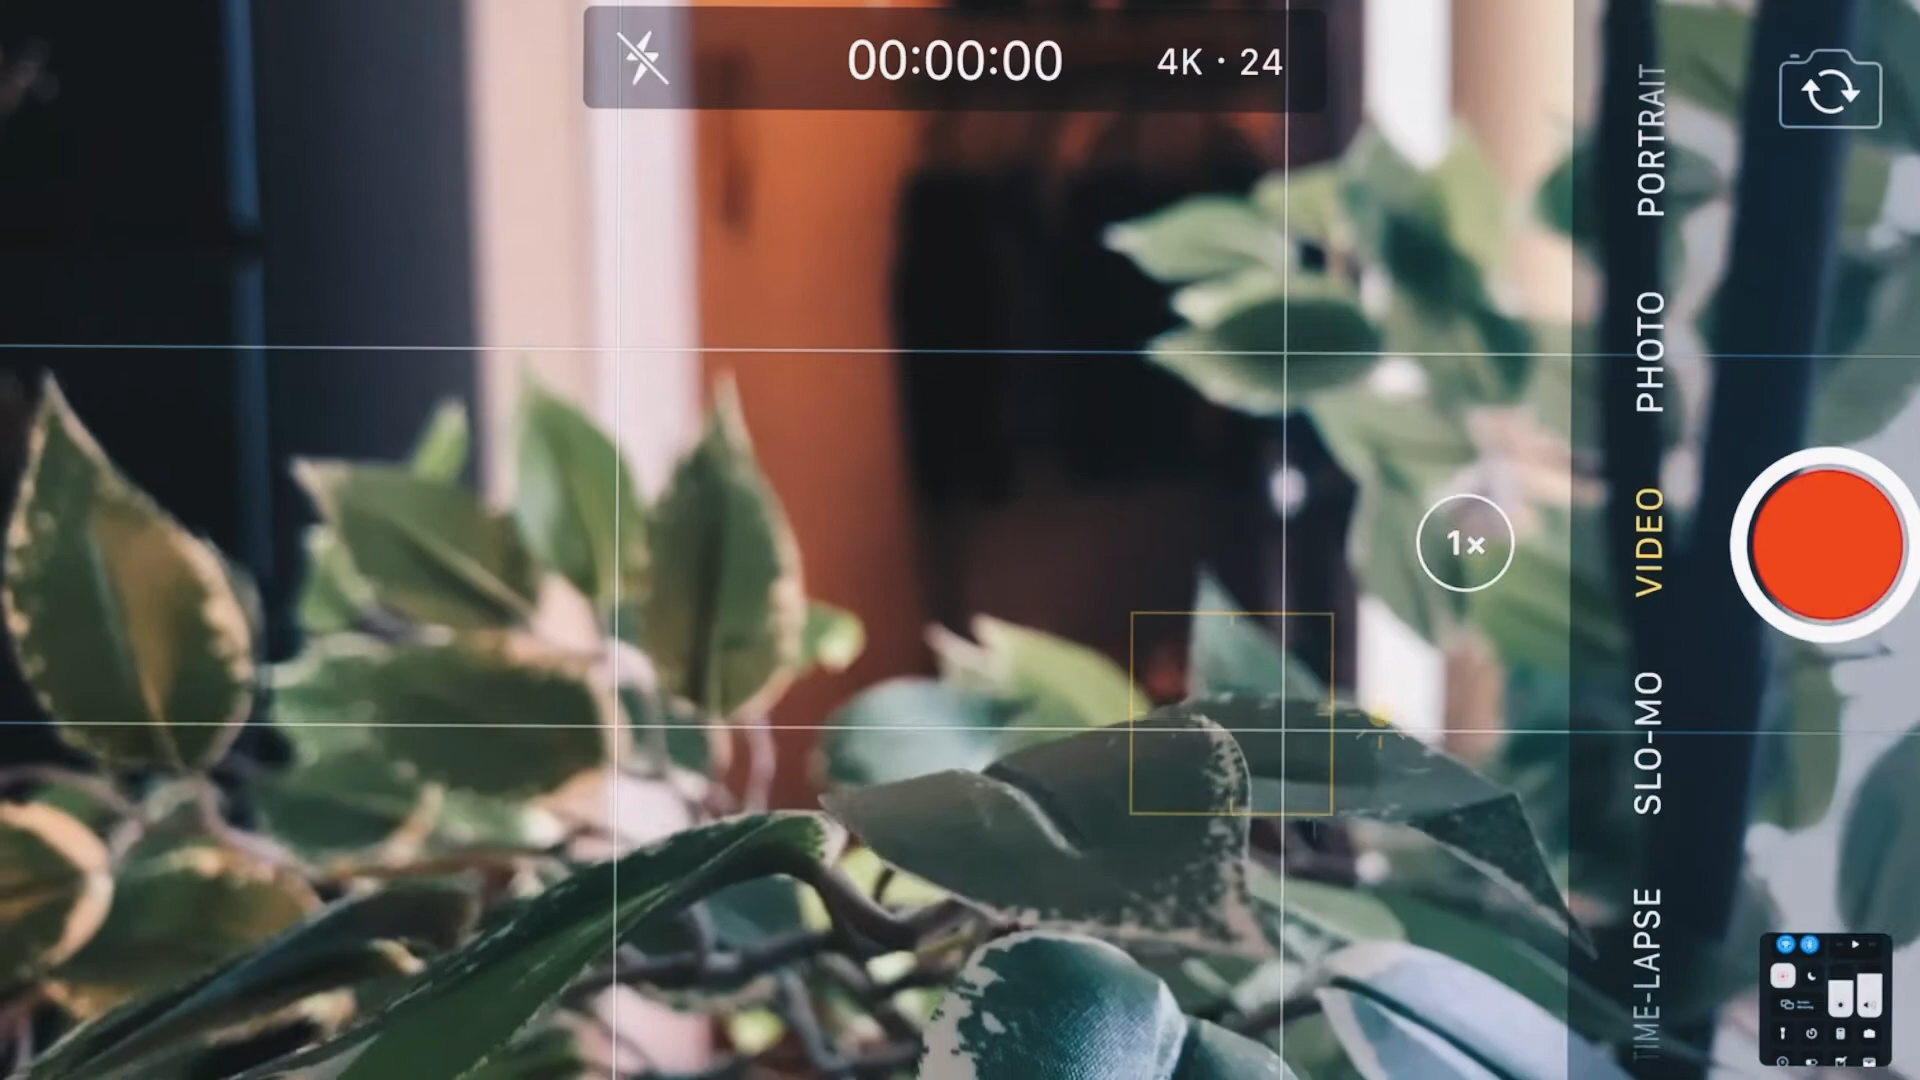 00:00:00
4K · 24
PORTRAIT
PHOTO
VIDEO
SLO-MO
TIME-LAPSE
1×